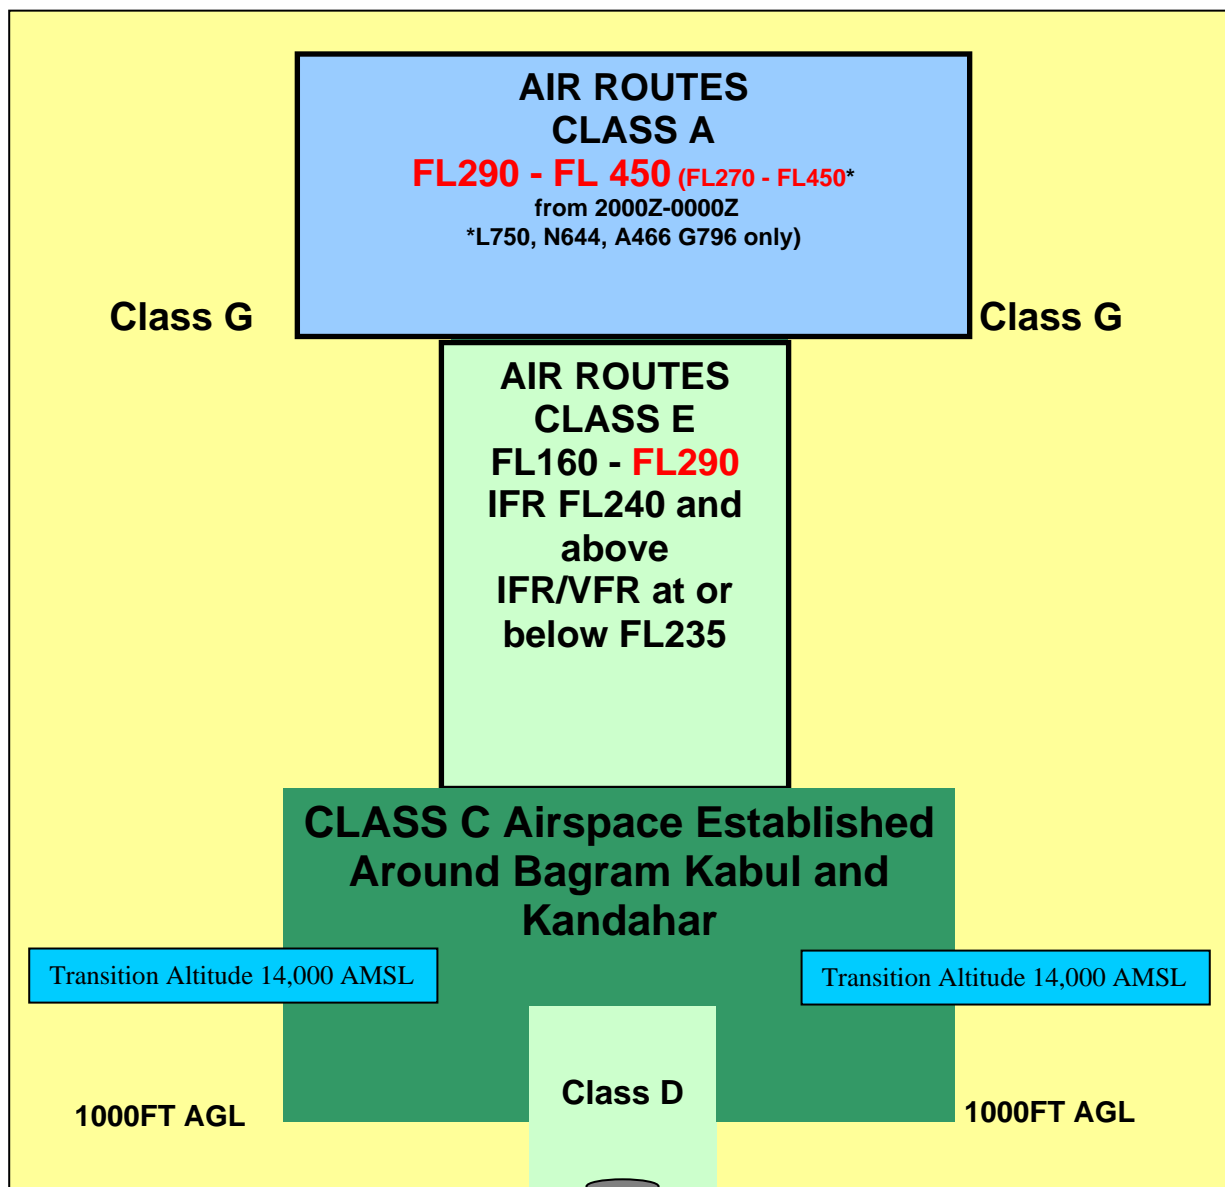 AIR ROUTES
CLASS A
FL290 - FL 450 (FL270 - FL450*
from 2000Z-0000Z
*L750, N644, A466 G796 only)
Class G
Class G
AIR ROUTES
CLASS E
FL160 - FL290
IFR FL240 and
above
IFR/VFR at or
below FL235
CLASS C Airspace Established
Around Bagram Kabul and
Kandahar
Transition Altitude 14,000 AMSL
Transition Altitude 14,000 AMSL
Class D
1000FT AGL
1000FT AGL